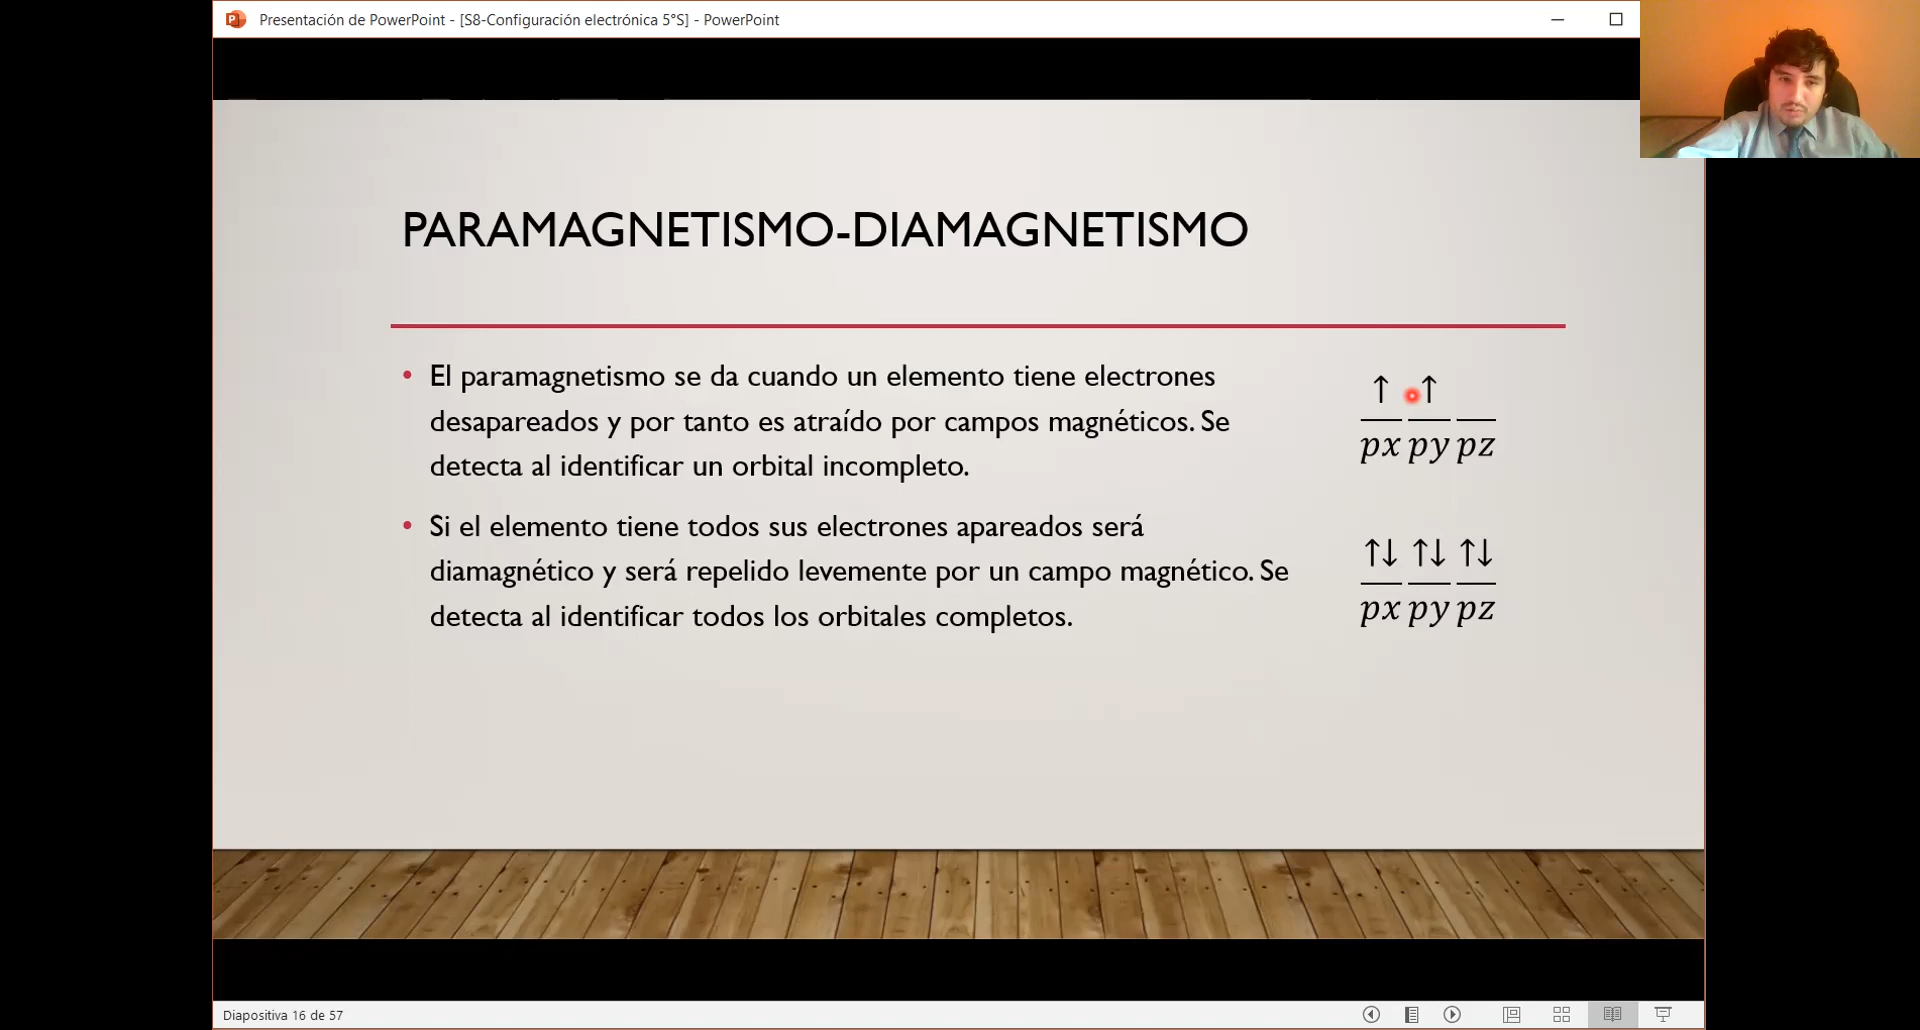 Presentación de PowerPoint - [S8-Configuración electrónica 5°S] - PowerPoint
PARAMAGNETISMO-DIAMAGNETISMO
• El paramagnetismo se da cuando un elemento tiene electrones
desapareados y por tanto es atraído por campos magnéticos. Se
detecta al identificar un orbital incompleto.
↑ ↑
px py pz
• Si el elemento tiene todos sus electrones apareados será
diamagnético y será repelido levemente por un campo magnético. Se
detecta al identificar todos los orbitales completos.
↑↓ ↑↓ ↑↓
px py pz
Diapositiva 16 de 57